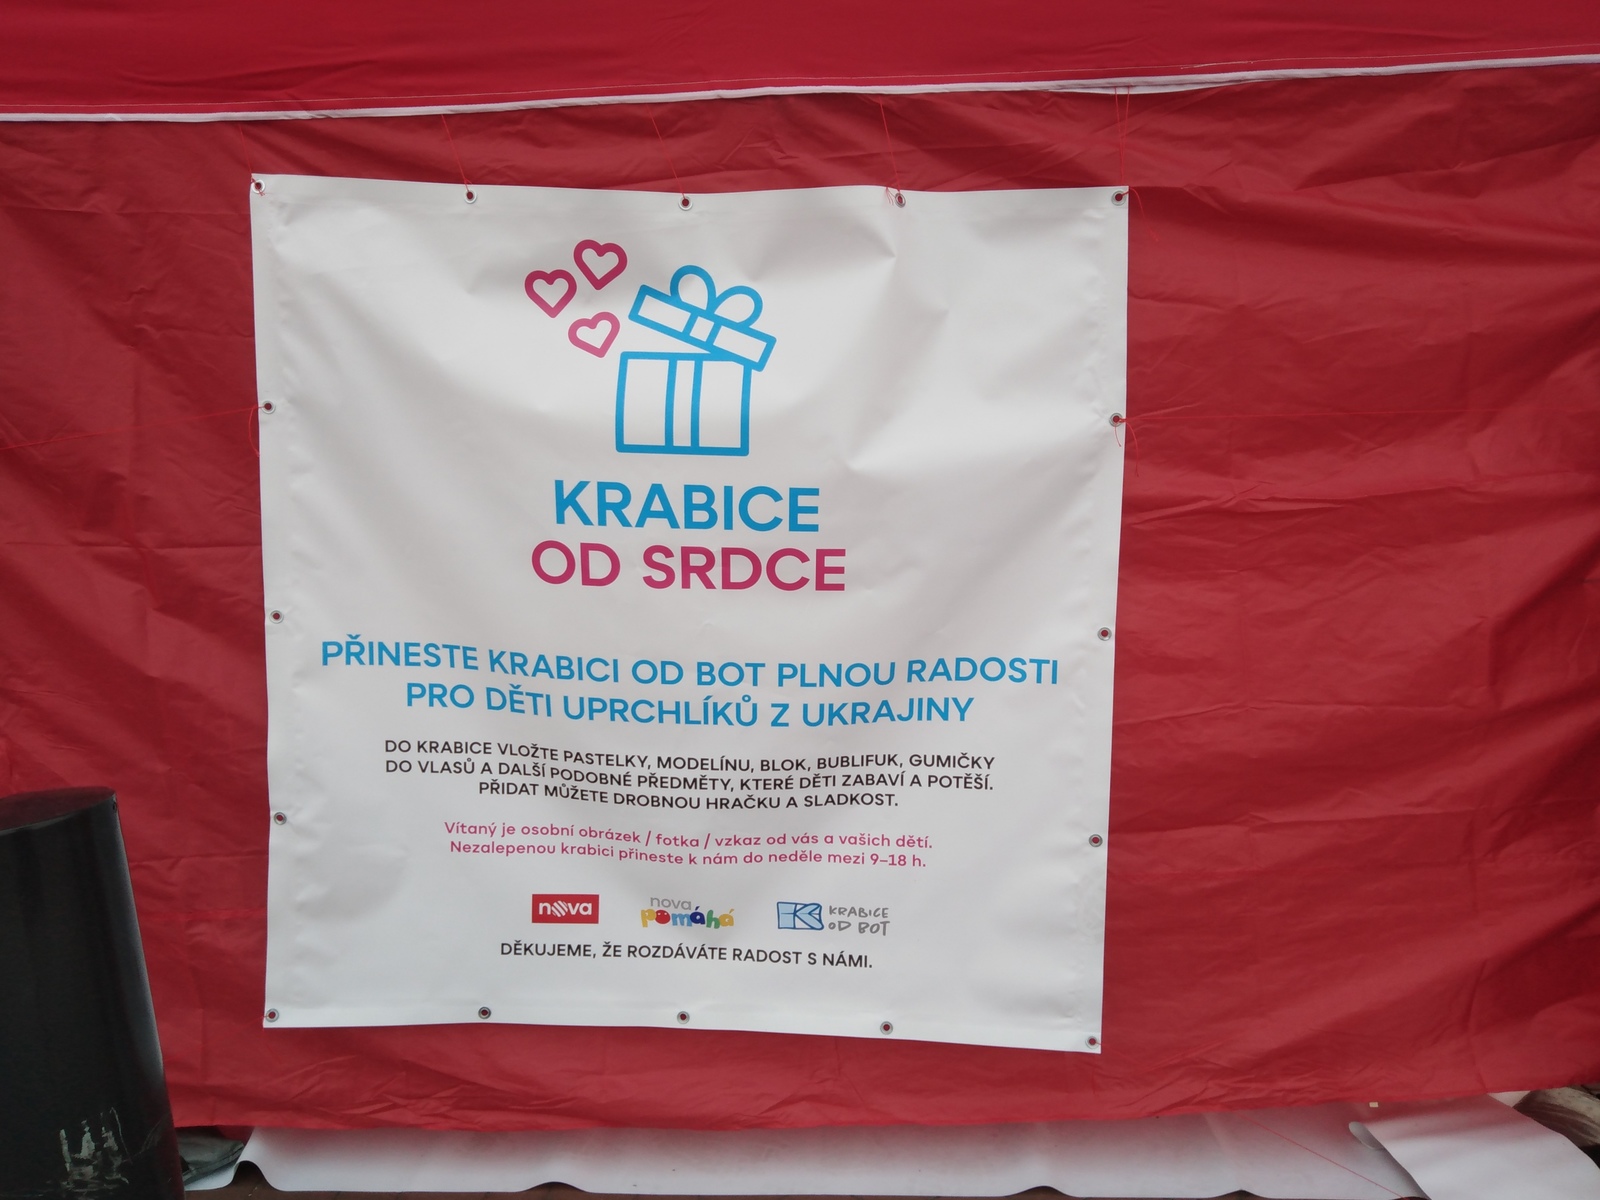 KRABICE
OD SRDCE
PŘINESTE KRABICI OD BOT PLNOU RADOSTI
PRO DĚTI UPRCHLÍKŮ Z UKRAJINY
DO KRABICE VLOŽTE PASTELKY, MODELÍNU, BLOK, BUBLIFUK, GUMIČKY
DO VLASŮ A DALŠÍ PODOBNÉ PŘEDMĚTY, KTERÉ DĚTI ZABAVÍ A POTĚŠÍ.
PŘIDAT MŮŽETE DROBNOU HRAČKU A SLADKOST.
Vítaný je osobní obrázek / fotka / vzkaz od vás a vašich dětí.
Nezalepenou krabici přineste k nám do neděle mezi 9–18 h.
nova
nova
pomáhá
KRABICE
OD BOT
DĚKUJEME, ŽE ROZDÁVÁTE RADOST S NÁMI.